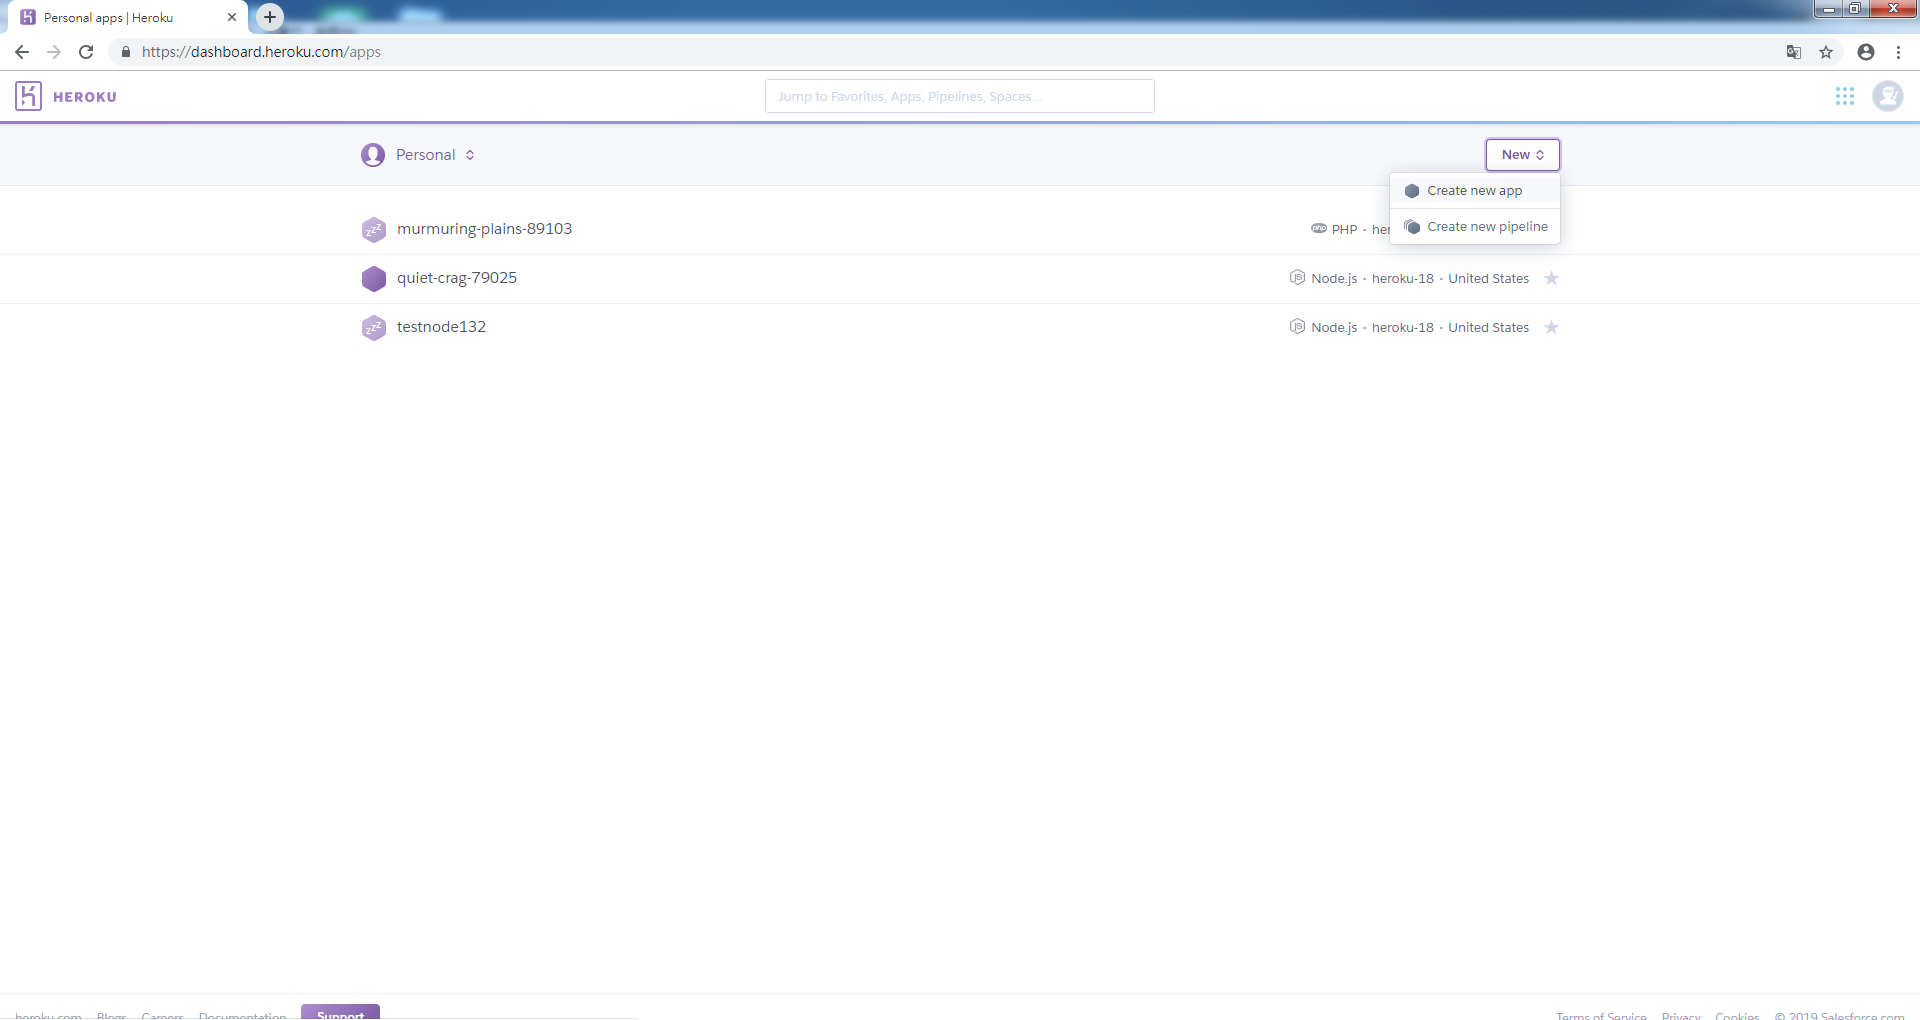 Personal apps | Heroku
https://dashboard.heroku.com/apps
HEROKU
Jump to Favorites, Apps, Pipelines, Spaces...
Personal
New
Create new app
Create new pipeline
murmuring-plains-89103
PHP · her
quiet-crag-79025
Node.js · heroku-18 · United States
testnode132
Node.js · heroku-18 · United States
heroku.com Blogs Careers Documentation Support
Terms of Service Privacy Cookies © 2019 Salesforce.com